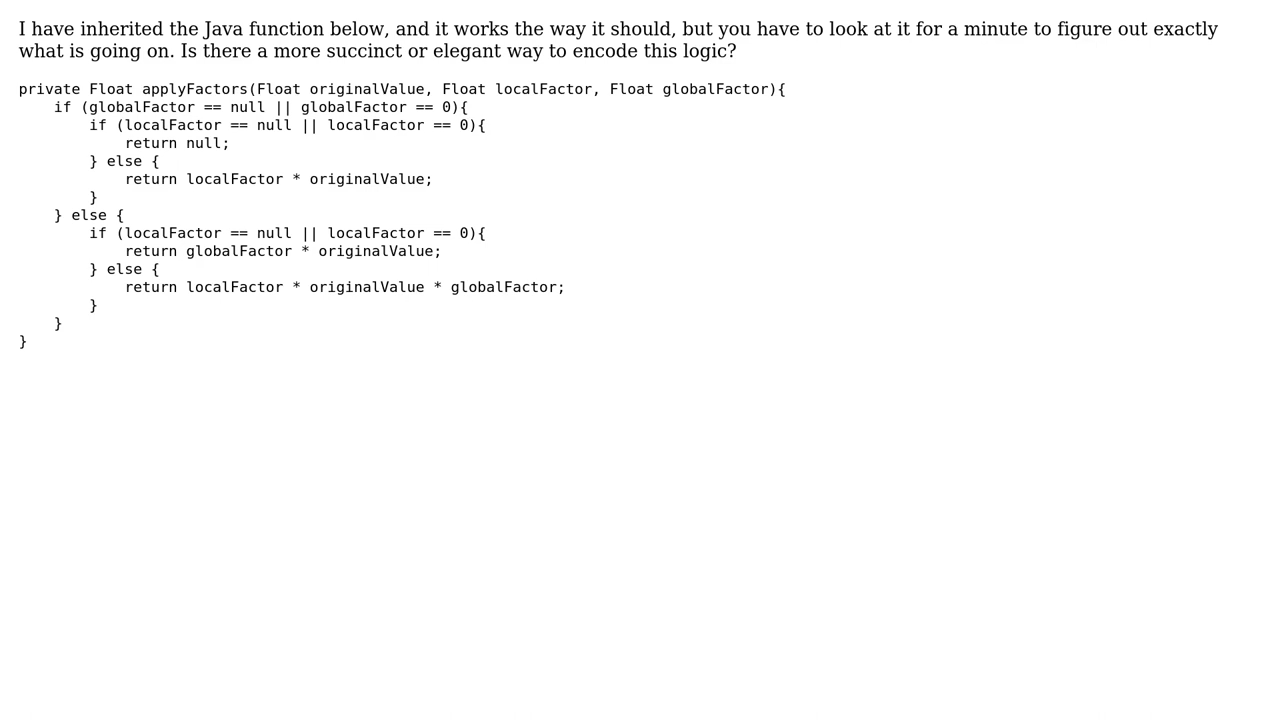 I have inherited the Java function below, and it works the way it should, but you have to look at it for a minute to figure out exactly
what is going on. Is there a more succinct or elegant way to encode this logic?
private Float applyFactors(Float originalValue, Float localFactor, Float globalFactor){
    if (globalFactor == null || globalFactor == 0){
        if (localFactor == null || localFactor == 0){
            return null;
        } else {
            return localFactor * originalValue;
        }
    } else {
        if (localFactor == null || localFactor == 0){
            return globalFactor * originalValue;
        } else {
            return localFactor * originalValue * globalFactor;
        }
    }
}